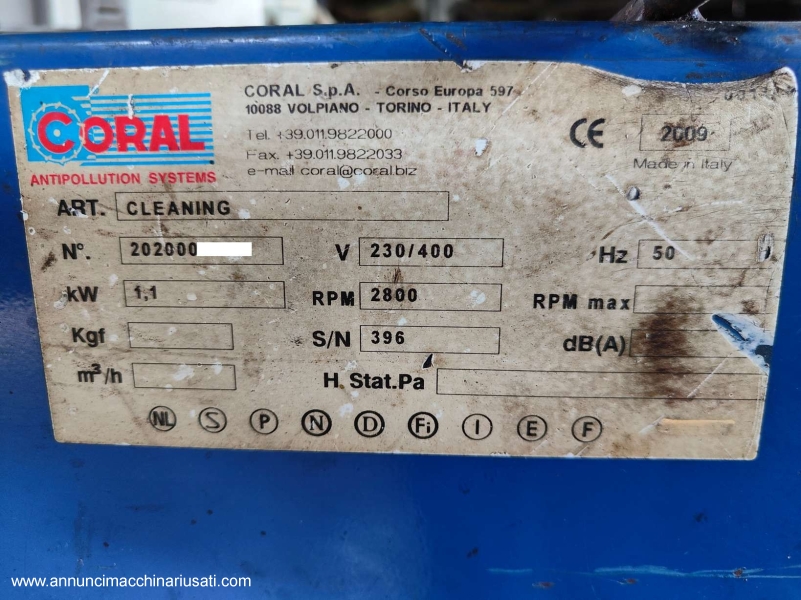 CORAL
ANTIPOLLUTION SYSTEMS
CORAL S.p.A. - Corso Europa 597
10088 VOLPIANO - TORINO - ITALY
Tel. +39.011.9822000
Fax. +39.011.9822033
e-mail coral@coral.biz
CE 2009
Made in Italy
ART. CLEANING
N°. 202000 V 230/400 Hz 50
kW 1,1 RPM 2800 RPM max
Kgf S/N 396 dB(A)
m³/h H. Stat.Pa
NL S P N D Fi I E F
www.annuncimacchinariusati.com